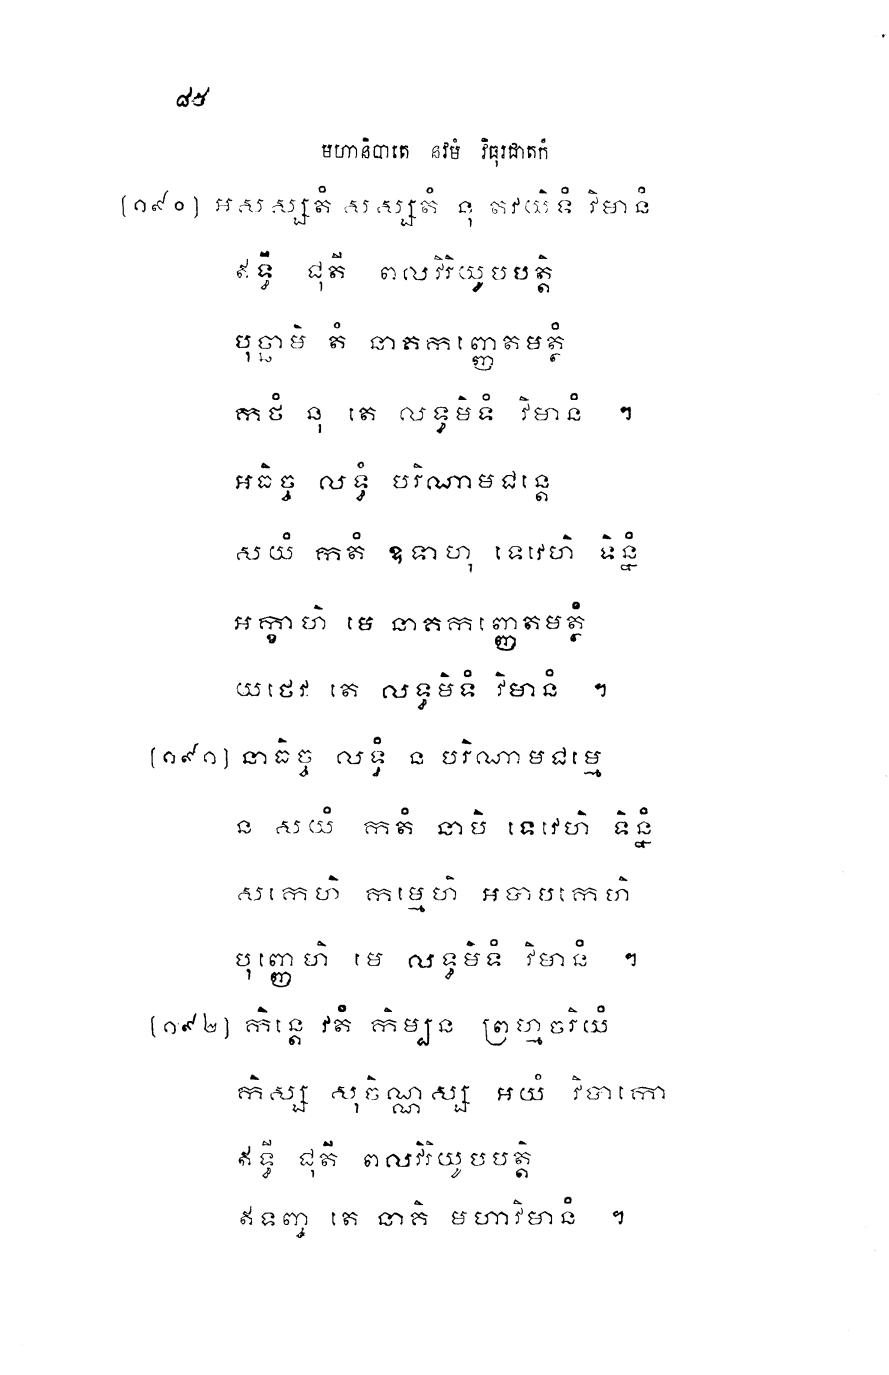 ៨៥
មហានិបាតេ នវមំ វិធុរជាតកំ
(១៩០) អសស្សតំ សស្សតំ នុ តវយិទំ វិមានំ
ឥទ្ធី ជុតី ពលវិរិយូបបត្តិ
បុច្ឆាមិ តំ នាគកញ្ញេតមត្ថំ
កថំ នុ តេ លទ្ធមិទំ វិមានំ ។
អធិច្ច លទ្ធំ បរិណាមជន្តេ
សយំ កតំ ឧទាហុ ទេវេហិ ទិន្នំ
អក្ខាហិ មេ នាគកញ្ញេតមត្ថំ
យថេវ តេ លទ្ធមិទំ វិមានំ ។
(១៩១) នាធិច្ច លទ្ធំ ន បរិណាមជម្មេ
ន សយំ កតំ នាបិ ទេវេហិ ទិន្នំ
សកេហិ កម្មេហិ អបាបកេហិ
បុញ្ញេហិ មេ លទ្ធមិទំ វិមានំ ។
(១៩២) កិន្តេ វតំ កិម្បន ព្រហ្មចរិយំ
កិស្ស សុចិណ្ណស្ស អយំ វិបាកោ
ឥទ្ធី ជុតី ពលវិរិយូបបត្តិ
ឥទញ្ច តេ នាគ មហាវិមានំ ។